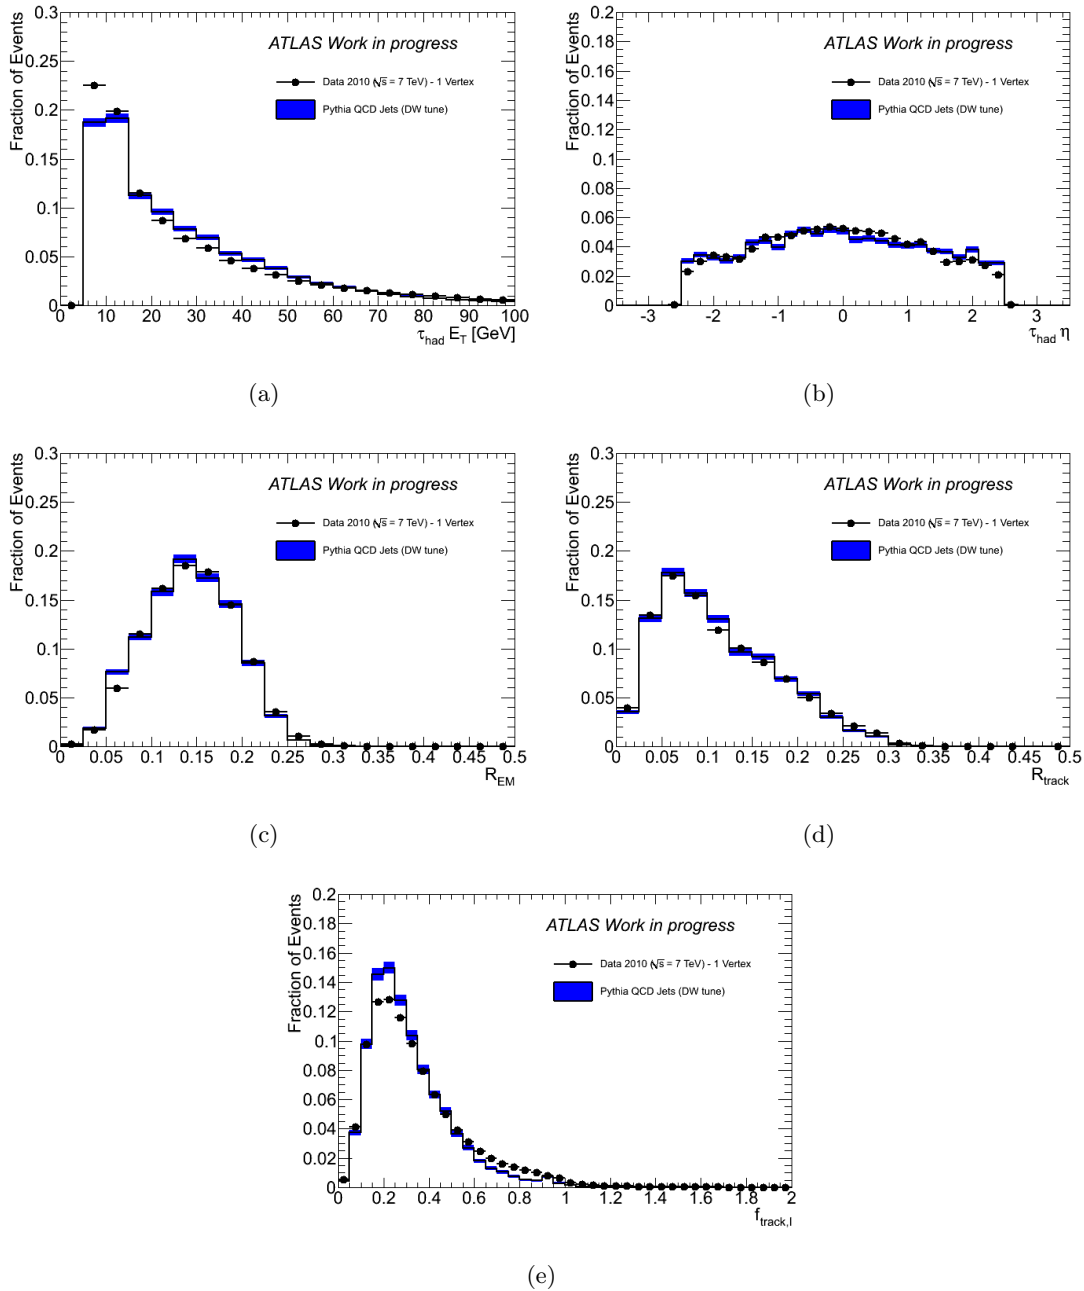 Fraction of Events
0.3
0.25
0.2
0.15
0.1
0.05
0
ATLAS Work in progress
Data 2010 (√s = 7 TeV) - 1 Vertex
Pythia QCD Jets (DW tune)
0 10 20 30 40 50 60 70 80 90 100
τ_had E_T [GeV]
(a)
Fraction of Events
0.2
0.18
0.16
0.14
0.12
0.1
0.08
0.06
0.04
0.02
0
ATLAS Work in progress
Data 2010 (√s = 7 TeV) - 1 Vertex
Pythia QCD Jets (DW tune)
-3 -2 -1 0 1 2 3
τ_had η
(b)
Fraction of Events
0.3
0.25
0.2
0.15
0.1
0.05
0
ATLAS Work in progress
Data 2010 (√s = 7 TeV) - 1 Vertex
Pythia QCD Jets (DW tune)
0 0.05 0.1 0.15 0.2 0.25 0.3 0.35 0.4 0.45 0.5
R_EM
(c)
Fraction of Events
0.3
0.25
0.2
0.15
0.1
0.05
0
ATLAS Work in progress
Data 2010 (√s = 7 TeV) - 1 Vertex
Pythia QCD Jets (DW tune)
0 0.05 0.1 0.15 0.2 0.25 0.3 0.35 0.4 0.45 0.5
R_track
(d)
Fraction of Events
0.2
0.18
0.16
0.14
0.12
0.1
0.08
0.06
0.04
0.02
0
ATLAS Work in progress
Data 2010 (√s = 7 TeV) - 1 Vertex
Pythia QCD Jets (DW tune)
0 0.2 0.4 0.6 0.8 1 1.2 1.4 1.6 1.8 2
f_track,l
(e)